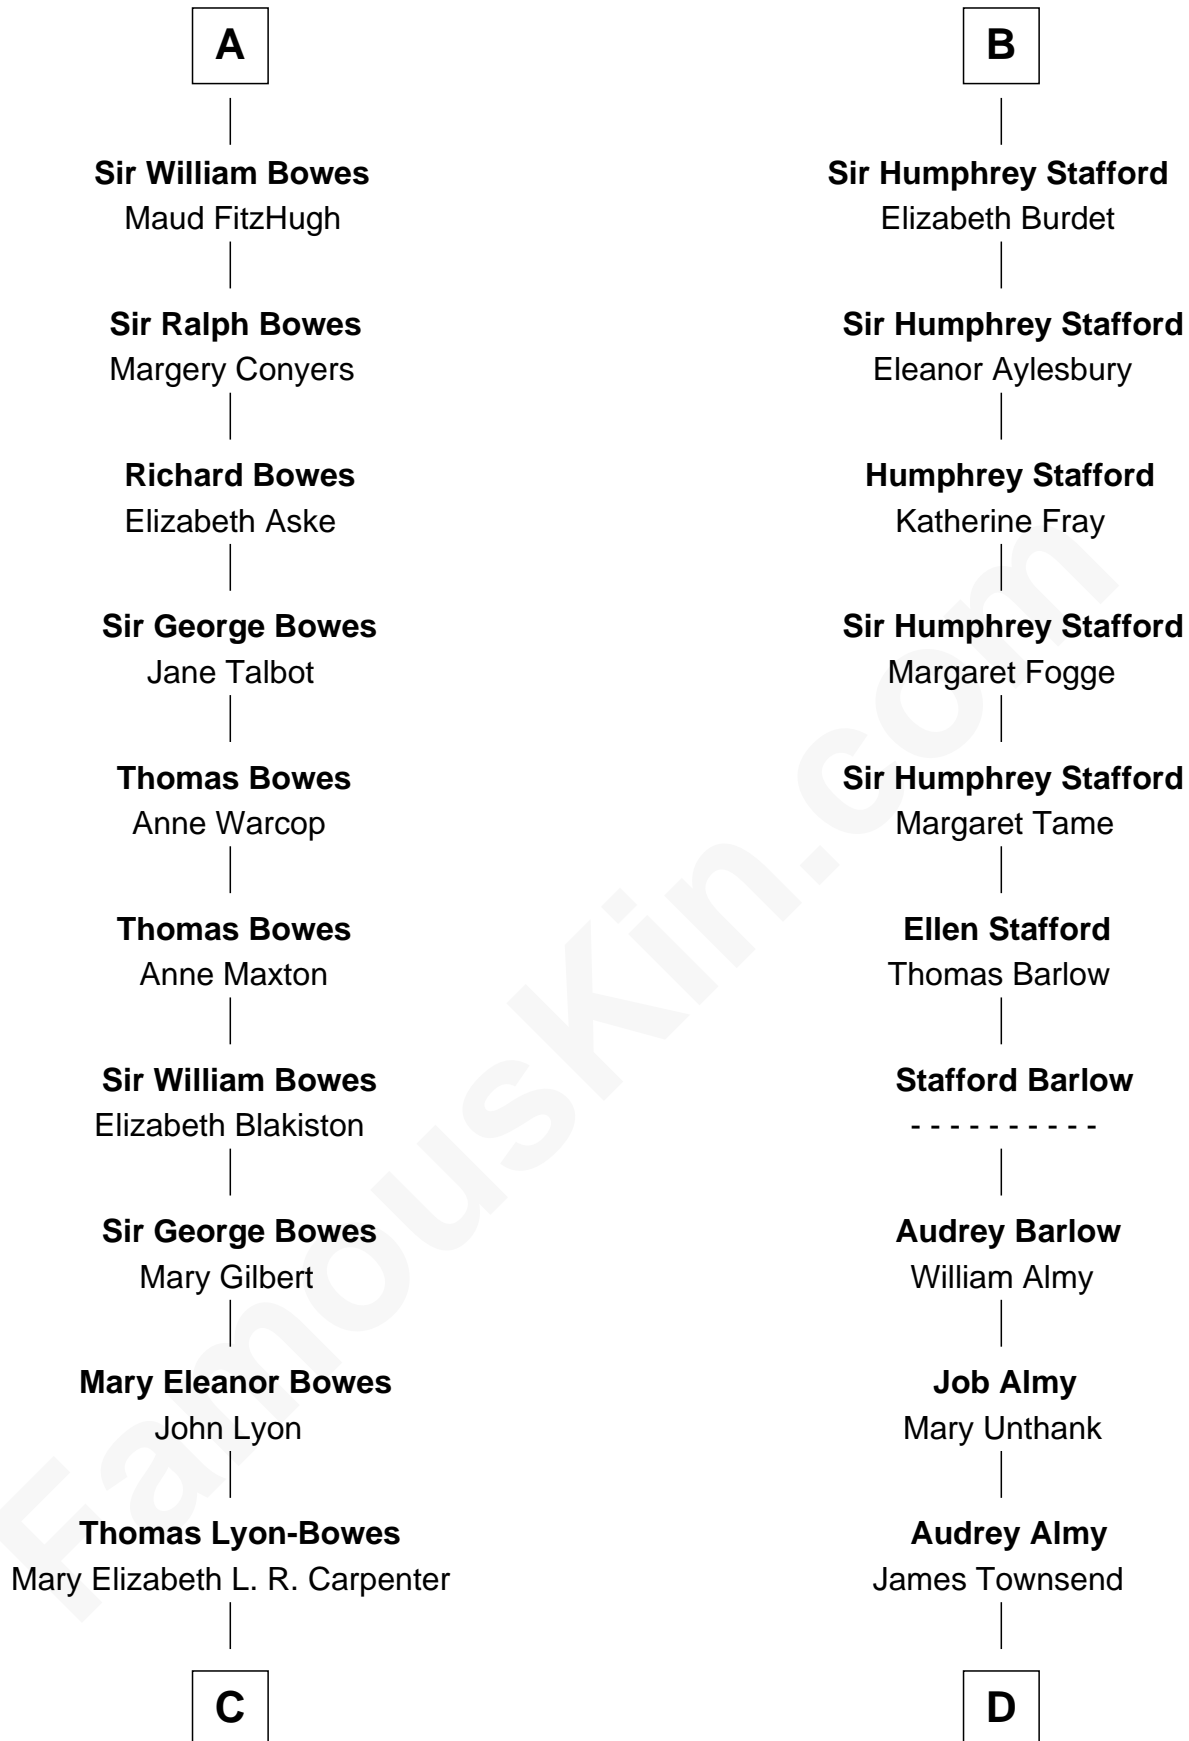 A
Sir William Bowes
Maud FitzHugh
Sir Ralph Bowes
Margery Conyers
Richard Bowes
Elizabeth Aske
Sir George Bowes
Jane Talbot
Thomas Bowes
Anne Warcop
Thomas Bowes
Anne Maxton
Sir William Bowes
Elizabeth Blakiston
Sir George Bowes
Mary Gilbert
Mary Eleanor Bowes
John Lyon
Thomas Lyon-Bowes
Mary Elizabeth L. R. Carpenter
C
B
Sir Humphrey Stafford
Elizabeth Burdet
Sir Humphrey Stafford
Eleanor Aylesbury
Humphrey Stafford
Katherine Fray
Sir Humphrey Stafford
Margaret Fogge
Sir Humphrey Stafford
Margaret Tame
Ellen Stafford
Thomas Barlow
Stafford Barlow
- - - - - - - - - -
Audrey Barlow
William Almy
Job Almy
Mary Unthank
Audrey Almy
James Townsend
D
FamousKin.com